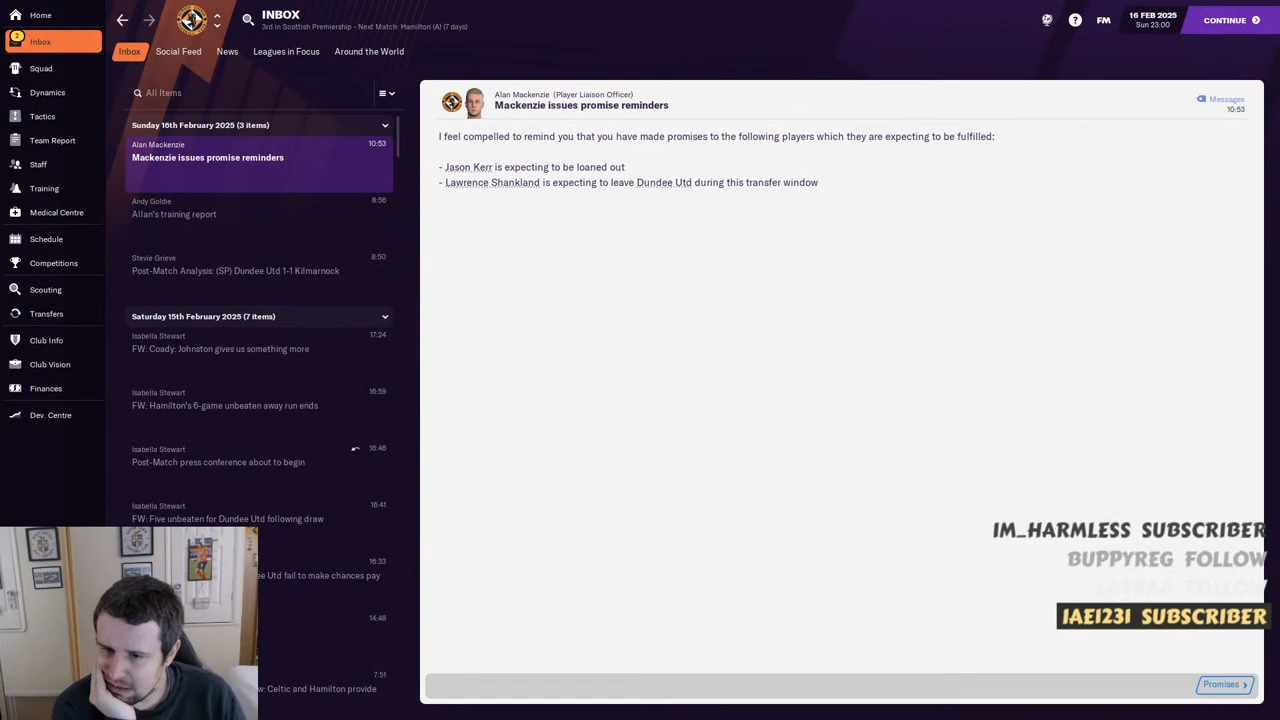 Home
2
Inbox
Squad
Dynamics
Tactics
Team Report
Staff
Training
Medical Centre
Schedule
Competitions
Scouting
Transfers
Club Info
Club Vision
Finances
Dev. Centre
INBOX
3rd in Scottish Premiership - Next Match: Hamilton (A) (7 days)
?
FM
16 FEB 2025
Sun 23:00
CONTINUE
Inbox
Social Feed
News
Leagues in Focus
Around the World
All Items
Sunday 16th February 2025 (3 items)
Alan Mackenzie
10:53
Mackenzie issues promise reminders
Andy Goldie
8:56
Allan's training report
Stevie Grieve
8:50
Post-Match Analysis: (SP) Dundee Utd 1-1 Kilmarnock
Saturday 15th February 2025 (7 items)
Isabella Stewart
17:24
FW: Coady: Johnston gives us something more
Isabella Stewart
16:59
FW: Hamilton's 6-game unbeaten away run ends
Isabella Stewart
16:46
Post-Match press conference about to begin
Isabella Stewart
16:41
FW: Five unbeaten for Dundee Utd following draw
16:33
ee Utd fail to make chances pay
14:48
7:51
w: Celtic and Hamilton provide
Alan Mackenzie (Player Liaison Officer)
Mackenzie issues promise reminders
Messages
10:53
I feel compelled to remind you that you have made promises to the following players which they are expecting to be fulfilled:
- Jason Kerr is expecting to be loaned out
- Lawrence Shankland is expecting to leave Dundee Utd during this transfer window
IM_HARMLESS SUBSCRIBER
BUPPYREG FOLLOW
FOLLOW
IAE1231 SUBSCRIBER
Promises